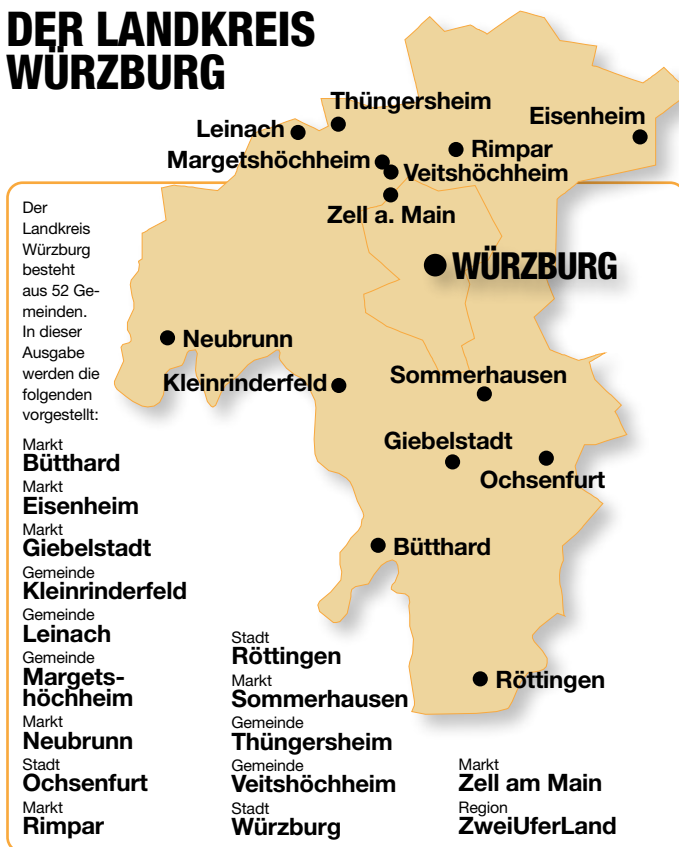 DER LANDKREIS
WÜRZBURG
Thüngersheim
Eisenheim
Leinach
Rimpar
Margetshöchheim
Veitshöchheim
Zell a. Main
WÜRZBURG
Neubrunn
Kleinrinderfeld
Sommerhausen
Giebelstadt
Ochsenfurt
Bütthard
Röttingen
Der
Landkreis
Würzburg
besteht
aus 52 Ge-
meinden.
In dieser
Ausgabe
werden die
folgenden
vorgestellt:
Markt
Bütthard
Markt
Eisenheim
Markt
Giebelstadt
Gemeinde
Kleinrinderfeld
Gemeinde
Leinach
Gemeinde
Margets-
höchheim
Markt
Neubrunn
Stadt
Ochsenfurt
Markt
Rimpar
Stadt
Röttingen
Markt
Sommerhausen
Gemeinde
Thüngersheim
Gemeinde
Veitshöchheim
Stadt
Würzburg
Markt
Zell am Main
Region
ZweiUferLand